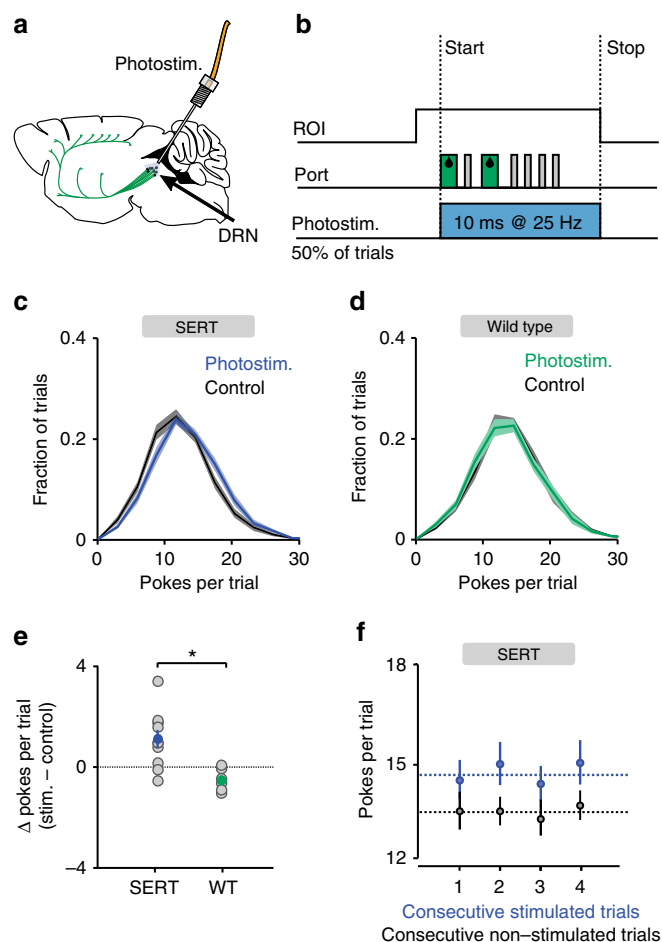 a
Photostim.
DRN
b
Start
Stop
ROI
Port
Photostim.
10 ms @ 25 Hz
50% of trials
c
SERT
0.4
Photostim.
Control
Fraction of trials
0.2
0
0
10
20
30
Pokes per trial
d
Wild type
0.4
Photostim.
Control
Fraction of trials
0.2
0
0
10
20
30
Pokes per trial
e
4
*
Δ pokes per trial
(stim. – control)
0
–4
SERT
WT
f
SERT
18
Pokes per trial
15
12
1
2
3
4
Consecutive stimulated trials
Consecutive non–stimulated trials